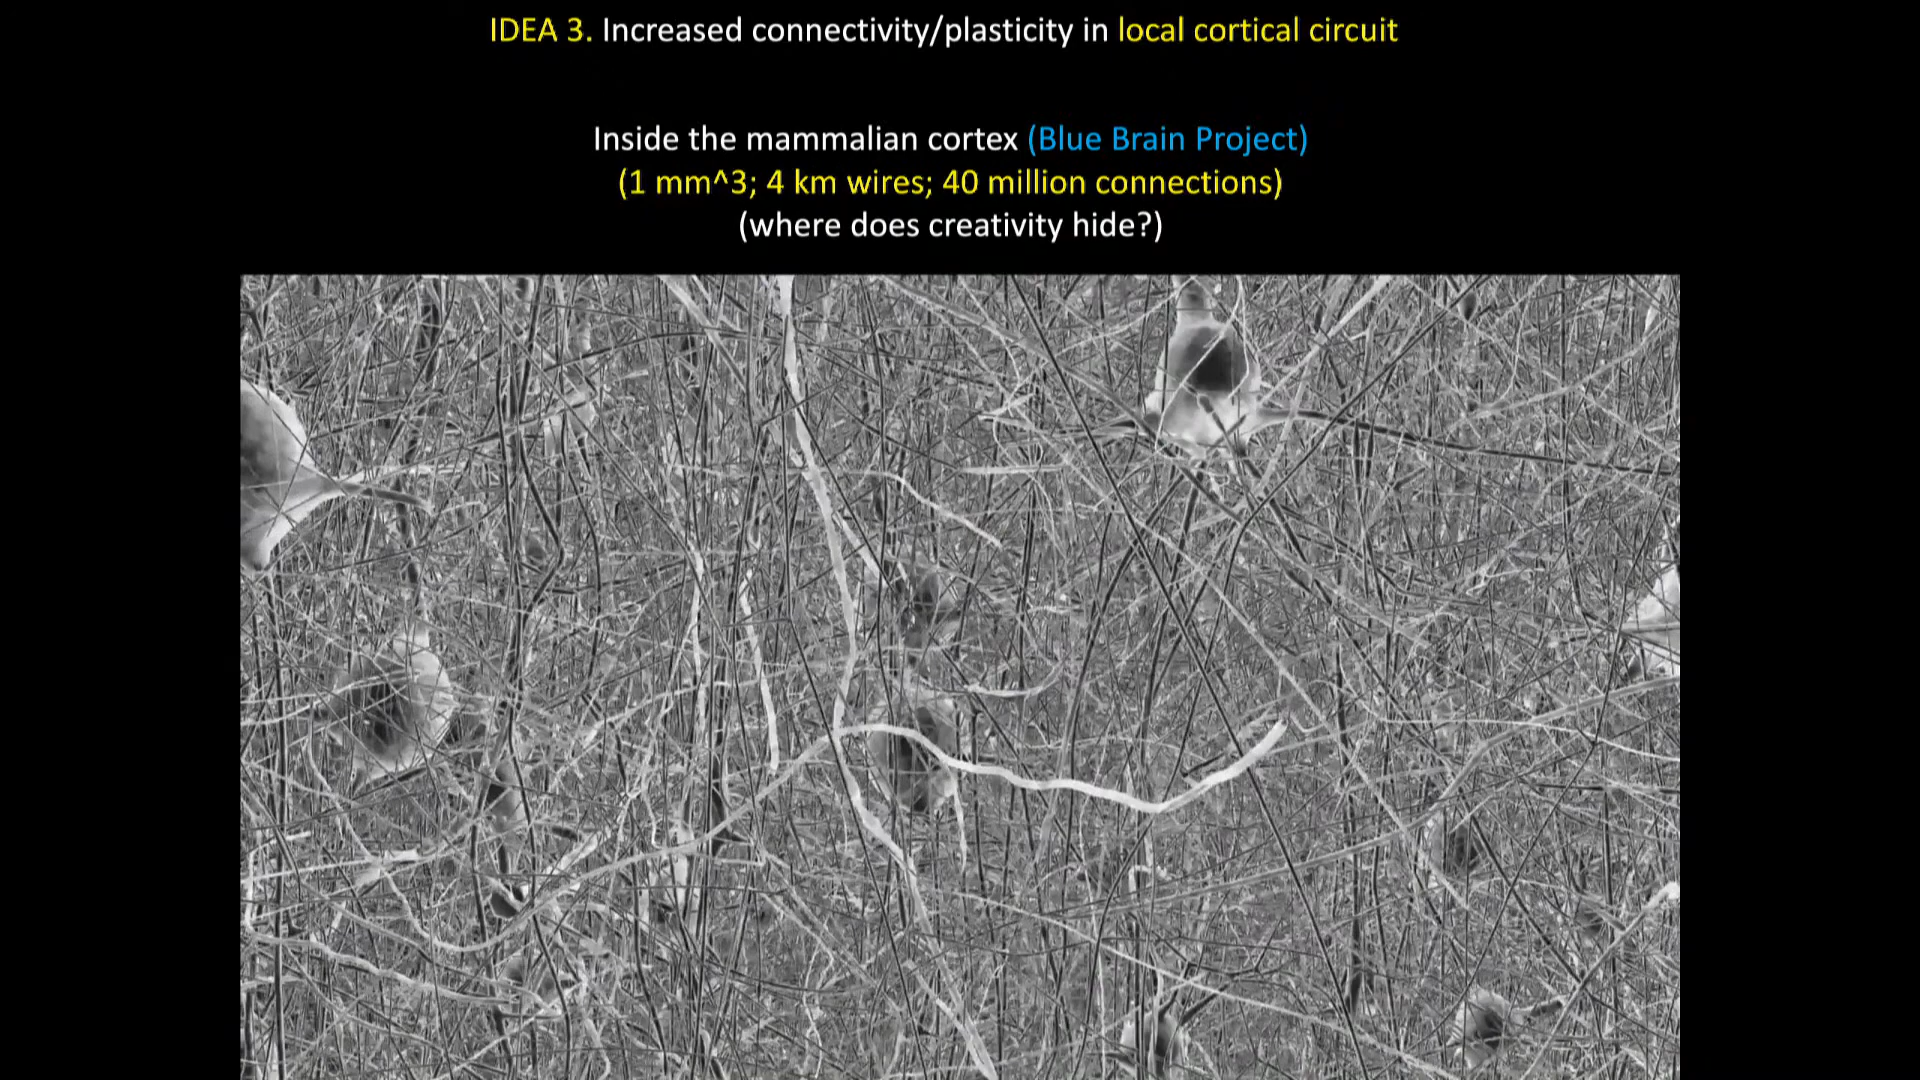 IDEA 3. Increased connectivity/plasticity in local cortical circuit
Inside the mammalian cortex (Blue Brain Project)
(1 mm^3; 4 km wires; 40 million connections)
(where does creativity hide?)